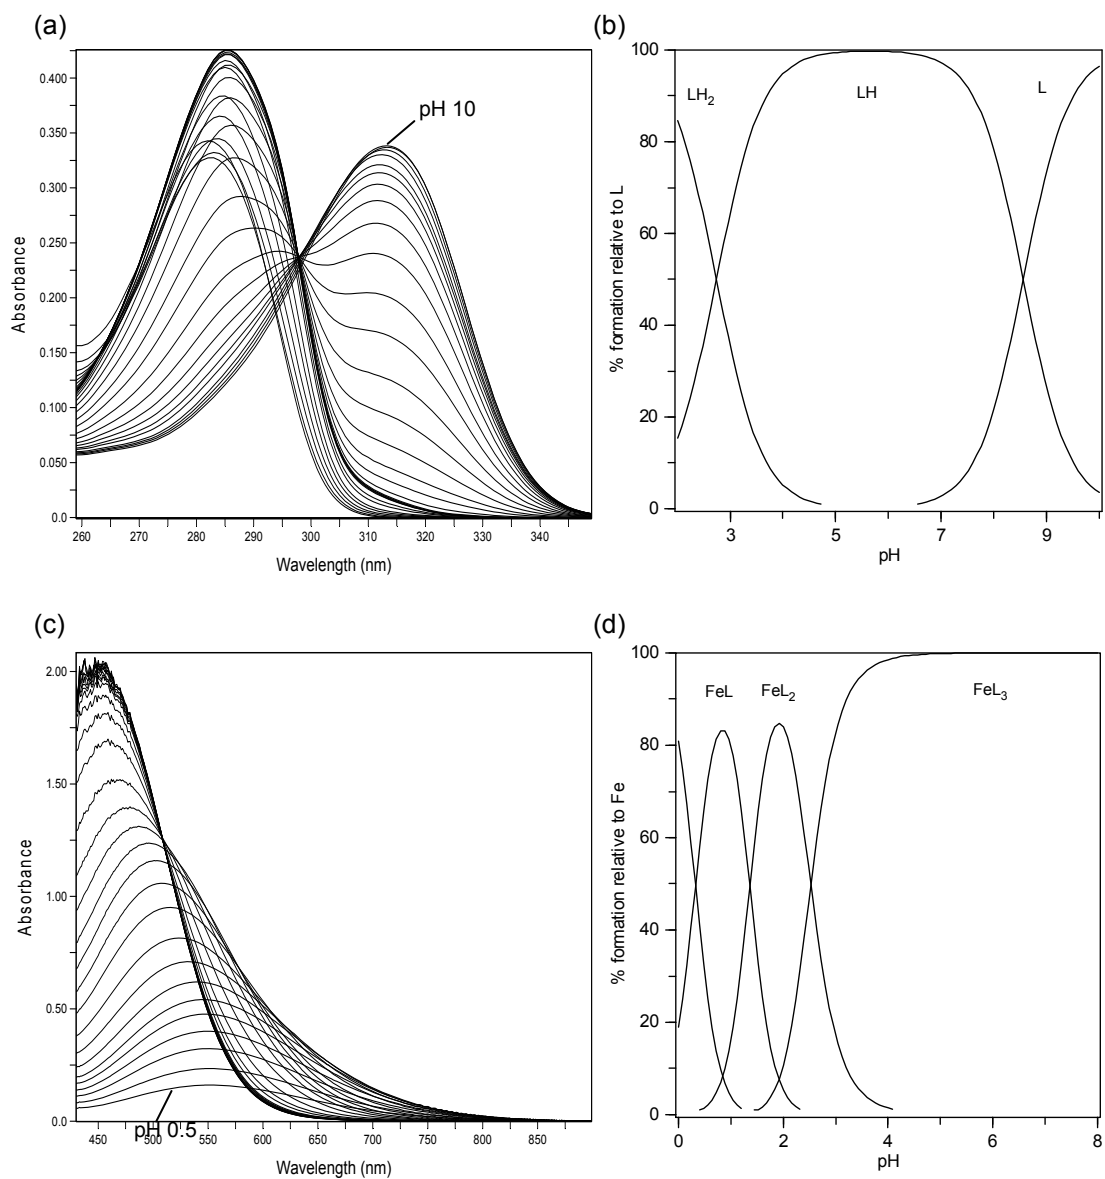 (a)
pH 10
0.400
0.350
0.300
0.250
0.200
0.150
0.100
0.050
0.0
Absorbance
260 270 280 290 300 310 320 330 340
Wavelength (nm)
(b)
100
80
60
40
20
0
% formation relative to L
LH2 LH L
3 5 7 9
pH
(c)
2.00
1.50
1.00
0.50
0.0
Absorbance
pH 0.5
450 500 550 600 650 700 750 800 850
Wavelength (nm)
(d)
100
80
60
40
20
0
% formation relative to Fe
FeL FeL2 FeL3
0 2 4 6 8
pH